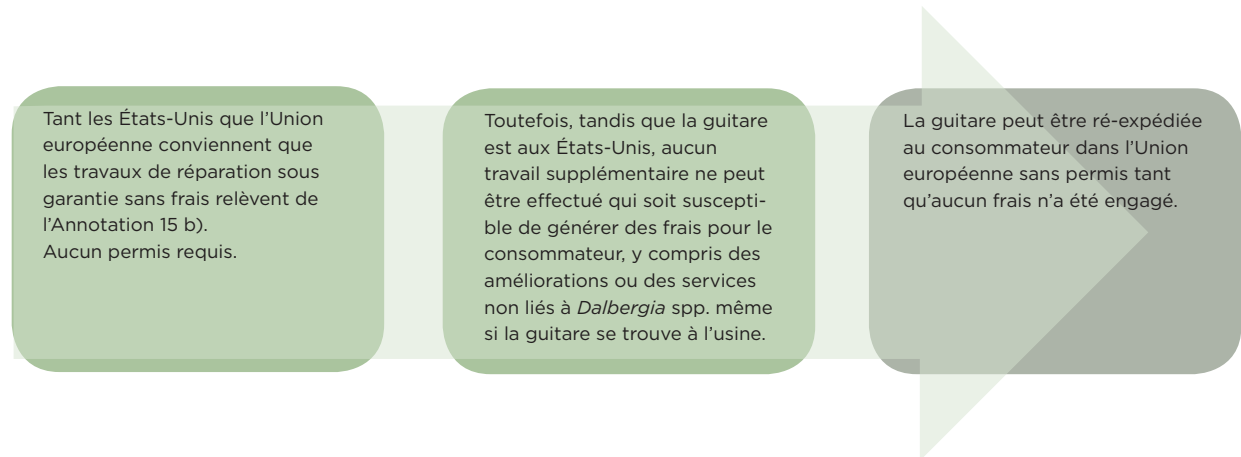 Tant les États-Unis que l’Union
européenne conviennent que
les travaux de réparation sous
garantie sans frais relèvent de
l’Annotation 15 b).
Aucun permis requis.
Toutefois, tandis que la guitare
est aux États-Unis, aucun
travail supplémentaire ne peut
être effectué qui soit suscepti-
ble de générer des frais pour le
consommateur, y compris des
améliorations ou des services
non liés à Dalbergia spp. même
si la guitare se trouve à l’usine.
La guitare peut être ré-expédiée
au consommateur dans l’Union
européenne sans permis tant
qu’aucun frais n’a été engagé.